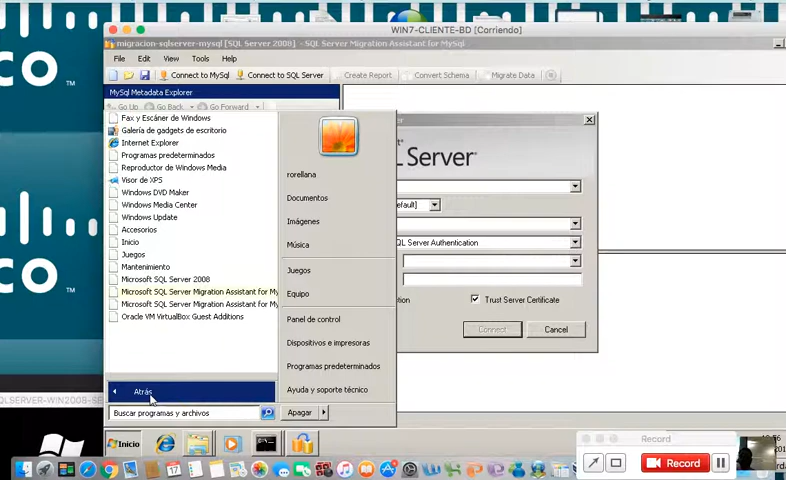 WIN7-CLIENTE-BD [Corriendo]
migracion-sqlserver-mysql [SQL Server 2008] - SQL Server Migration Assistant for MySql
File Edit View Tools Help
Connect to MySql Connect to SQL Server Create Report Convert Schema Migrate Data
MySql Metadata Explorer
Go Up Go Back Go Forward
Fax y Escáner de Windows
Galería de gadgets de escritorio
Internet Explorer
Programas predeterminados
Reproductor de Windows Media
Visor de XPS
Windows DVD Maker
Windows Media Center
Windows Update
Accesorios
Inicio
Juegos
Mantenimiento
Microsoft SQL Server 2008
Microsoft SQL Server Migration Assistant for My
Microsoft SQL Server Migration Assistant for My
Oracle VM VirtualBox Guest Additions
Atrás
Buscar programas y archivos
rorellana
Documentos
Imágenes
Música
Juegos
Equipo
Panel de control
Dispositivos e impresoras
Programas predeterminados
Ayuda y soporte técnico
Apagar
QL Server
efault]
QL Server Authentication
Trust Server Certificate
Connect Cancel
Inicio
Record
Record